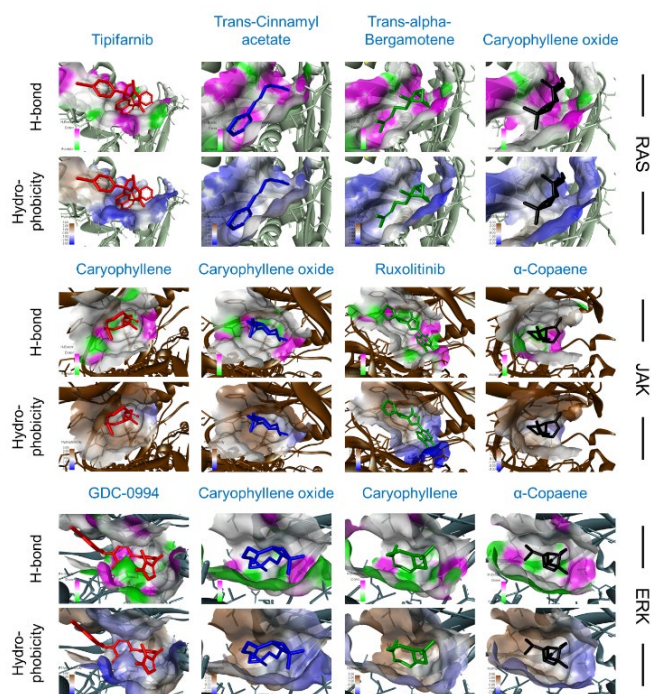 Tipifarnib
Trans-Cinnamyl
acetate
Trans-alpha-
Bergamotene
Caryophyllene oxide
H-bond
Hydro-
phobicity
RAS
Caryophyllene
Caryophyllene oxide
Ruxolitinib
α-Copaene
H-bond
Hydro-
phobicity
JAK
GDC-0994
Caryophyllene oxide
Caryophyllene
α-Copaene
H-bond
Hydro-
phobicity
ERK